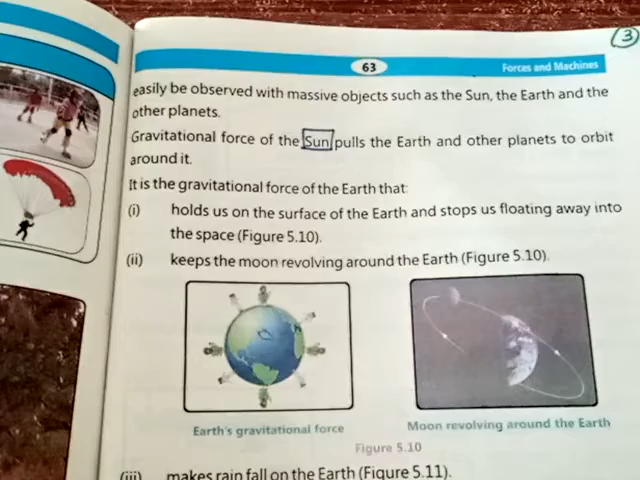 3
63
Forces and Machines
easily be observed with massive objects such as the Sun, the Earth and the
other planets.
Gravitational force of the Sun pulls the Earth and other planets to orbit
around it.
It is the gravitational force of the Earth that:
(i) holds us on the surface of the Earth and stops us floating away into
the space (Figure 5.10).
(ii) keeps the moon revolving around the Earth (Figure 5.10).
Earth's gravitational force
Moon revolving around the Earth
Figure 5.10
(iii) makes rain fall on the Earth (Figure 5.11).